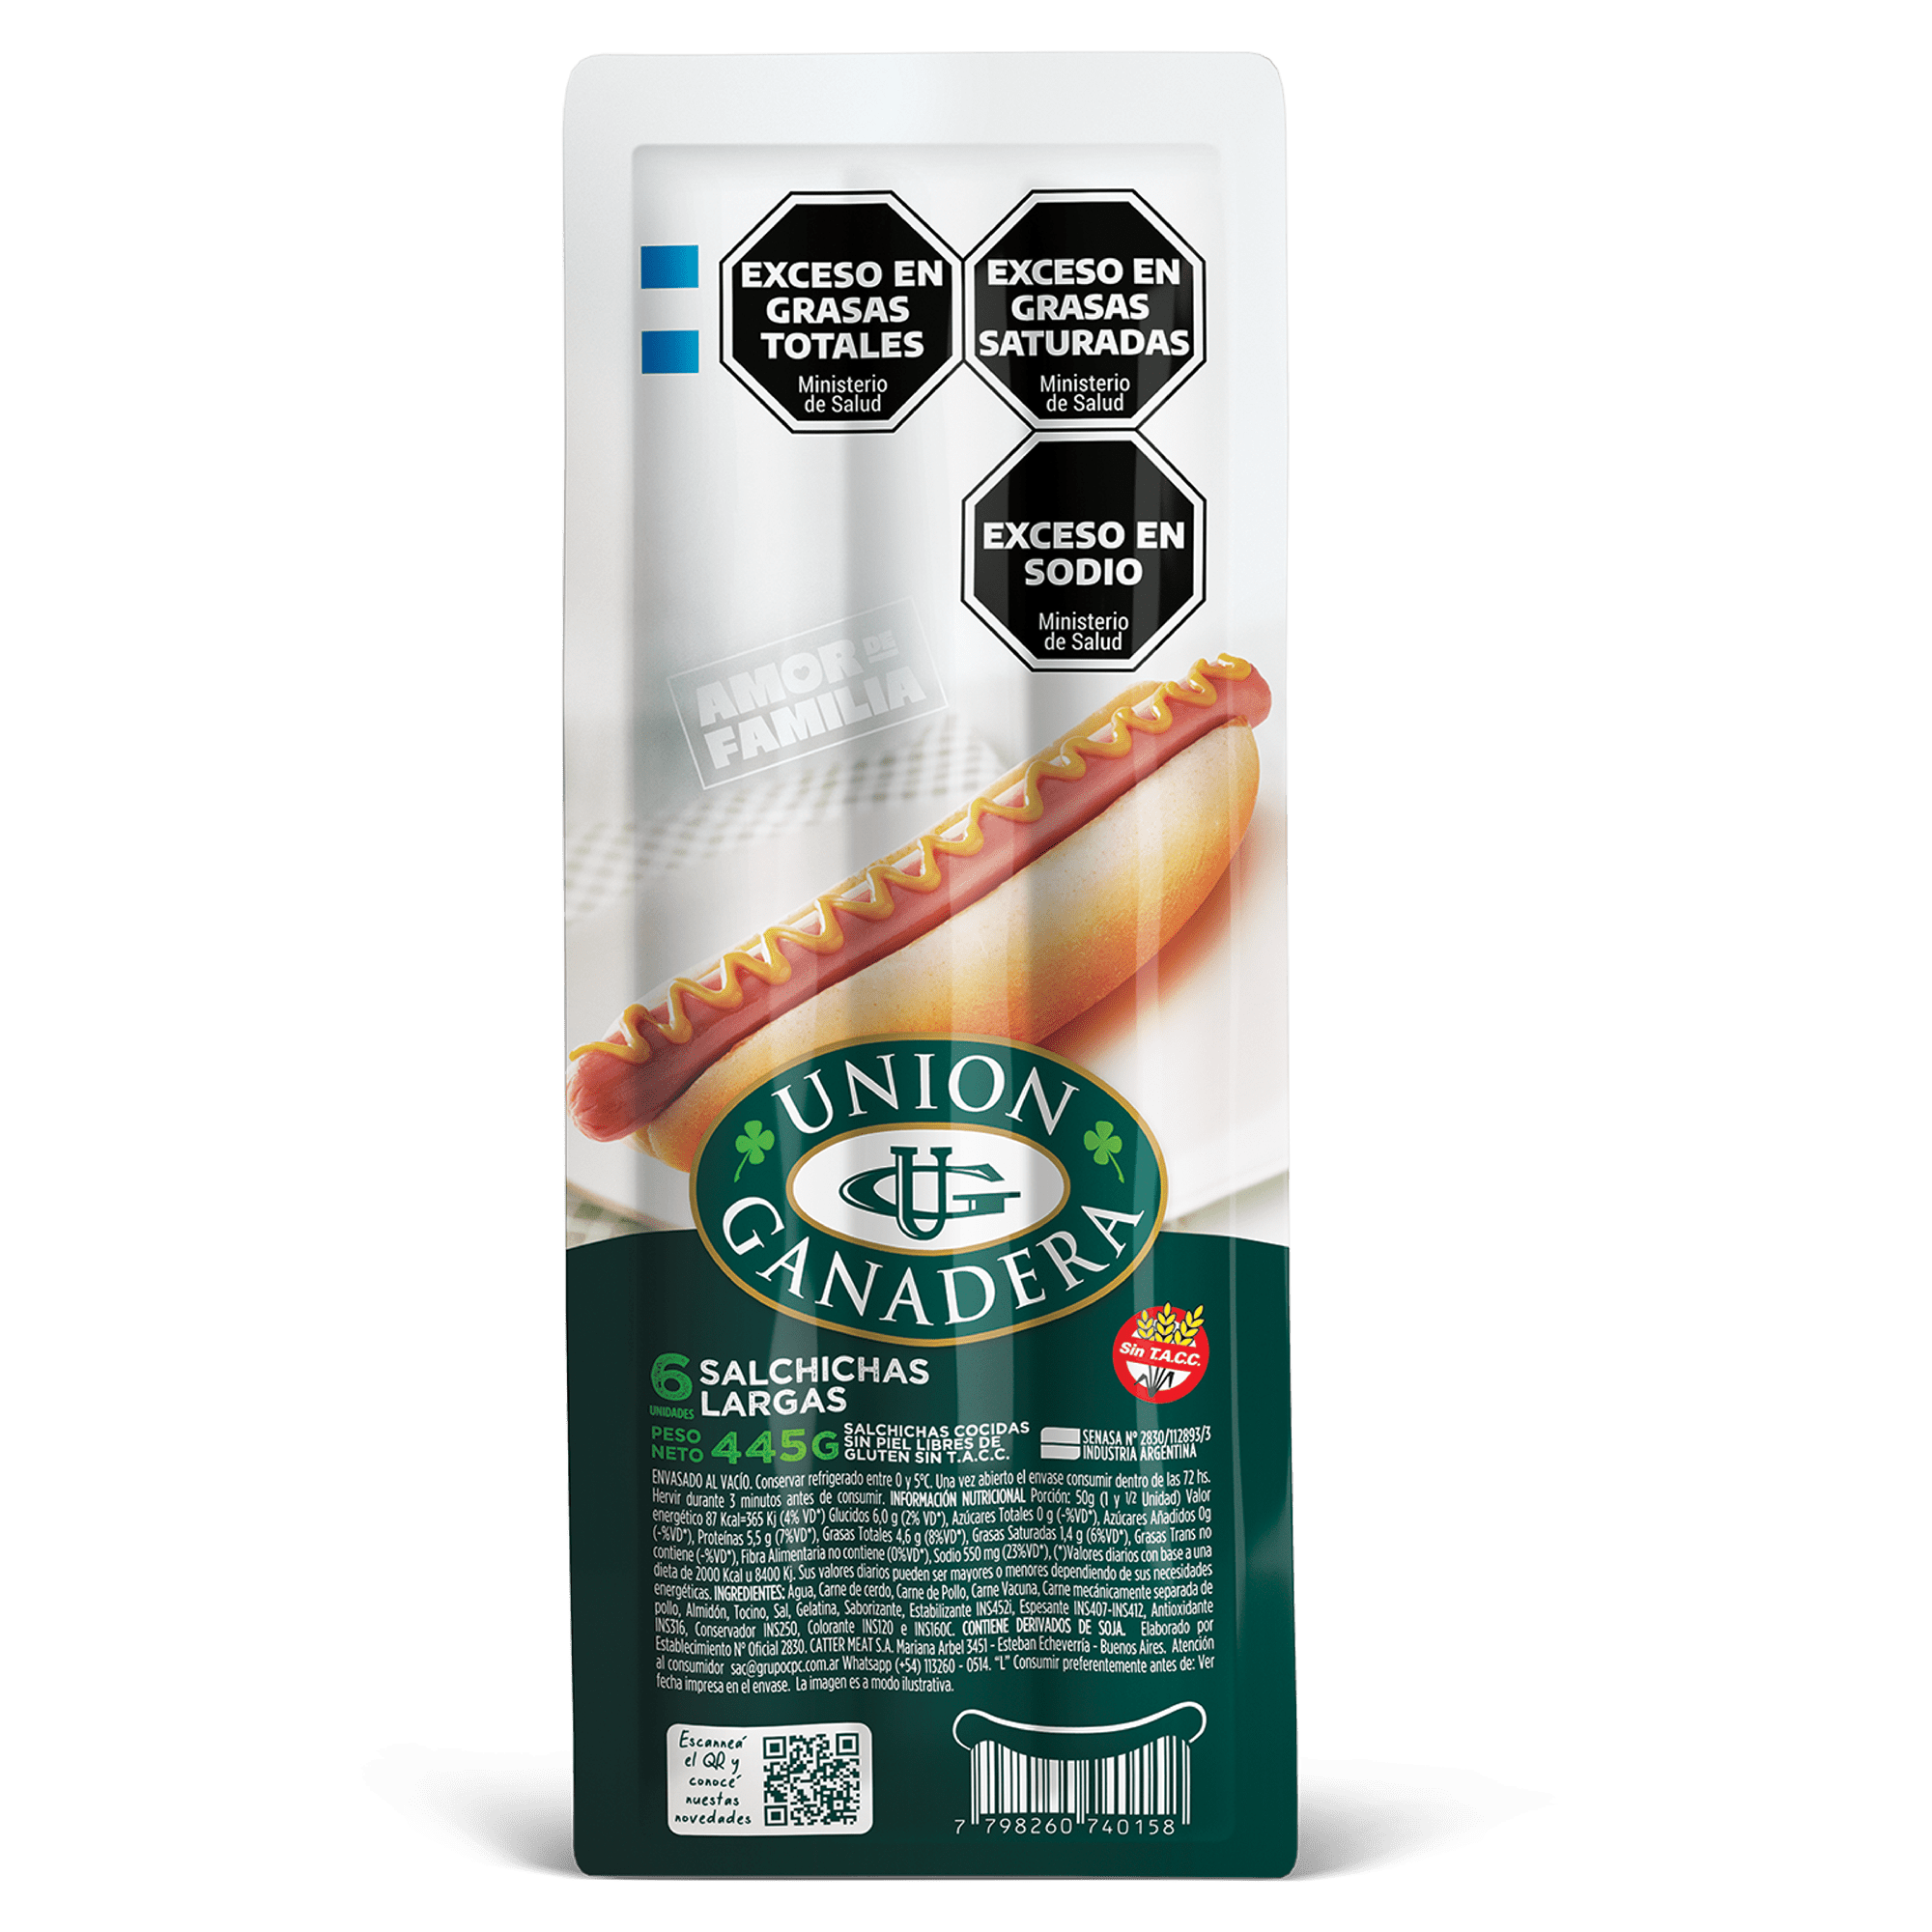 EXCESO EN
GRASAS
TOTALES
Ministerio
de Salud
EXCESO EN
GRASAS
SATURADAS
Ministerio
de Salud
EXCESO EN
SODIO
Ministerio
de Salud
AMOR DE
FAMILIA
UNION
UG
GANADERA
Sin T.A.C.C.
6
UNIDADES
SALCHICHAS
LARGAS
PESO
NETO
445G
SALCHICHAS COCIDAS
SIN PIEL LIBRES DE
GLUTEN SIN T.A.C.C.
SENASA Nº 2830/112893/3
INDUSTRIA ARGENTINA
ENVASADO AL VACÍO. Conservar refrigerado entre 0 y 5°C. Una vez abierto el envase consumir dentro de las 72 hs.
Hervir durante 3 minutos antes de consumir. INFORMACIÓN NUTRICIONAL Porción: 50g (1 y 1/2 Unidad) Valor
energético 87 Kcal=365 Kj (4% VD*) Glucidos 6,0 g (2% VD*), Azúcares Totales 0 g (-%VD*), Azúcares Añadidos 0g
(-%VD*), Proteínas 5,5 g (7%VD*), Grasas Totales 4,6 g (8%VD*), Grasas Saturadas 1,4 g (6%VD*), Grasas Trans no
contiene (-%VD*), Fibra Alimentaria no contiene (0%VD*), Sodio 550 mg (23%VD*), (*)Valores diarios con base a una
dieta de 2000 Kcal u 8400 Kj. Sus valores diarios pueden ser mayores o menores dependiendo de sus necesidades
energéticas. INGREDIENTES: Agua, Carne de cerdo, Carne de Pollo, Carne Vacuna, Carne mecánicamente separada de
pollo, Almidón, Tocino, Sal, Gelatina, Saborizante, Estabilizante INS452i, Espesante INS407-INS412, Antioxidante
INS316, Conservador INS250, Colorante INS120 e INS160C. CONTIENE DERIVADOS DE SOJA. Elaborado por
Establecimiento Nº Oficial 2830. CATTER MEAT S.A. Mariana Arbel 3451 - Esteban Echeverría - Buenos Aires. Atención
al consumidor sac@grupocpc.com.ar Whatsapp (+54) 113260 - 0514. "L" Consumir preferentemente antes de: Ver
fecha impresa en el envase. La imagen es a modo ilustrativa.
Escanneá
el QR y
conocé
nuestas
novedades
7 798260 740158